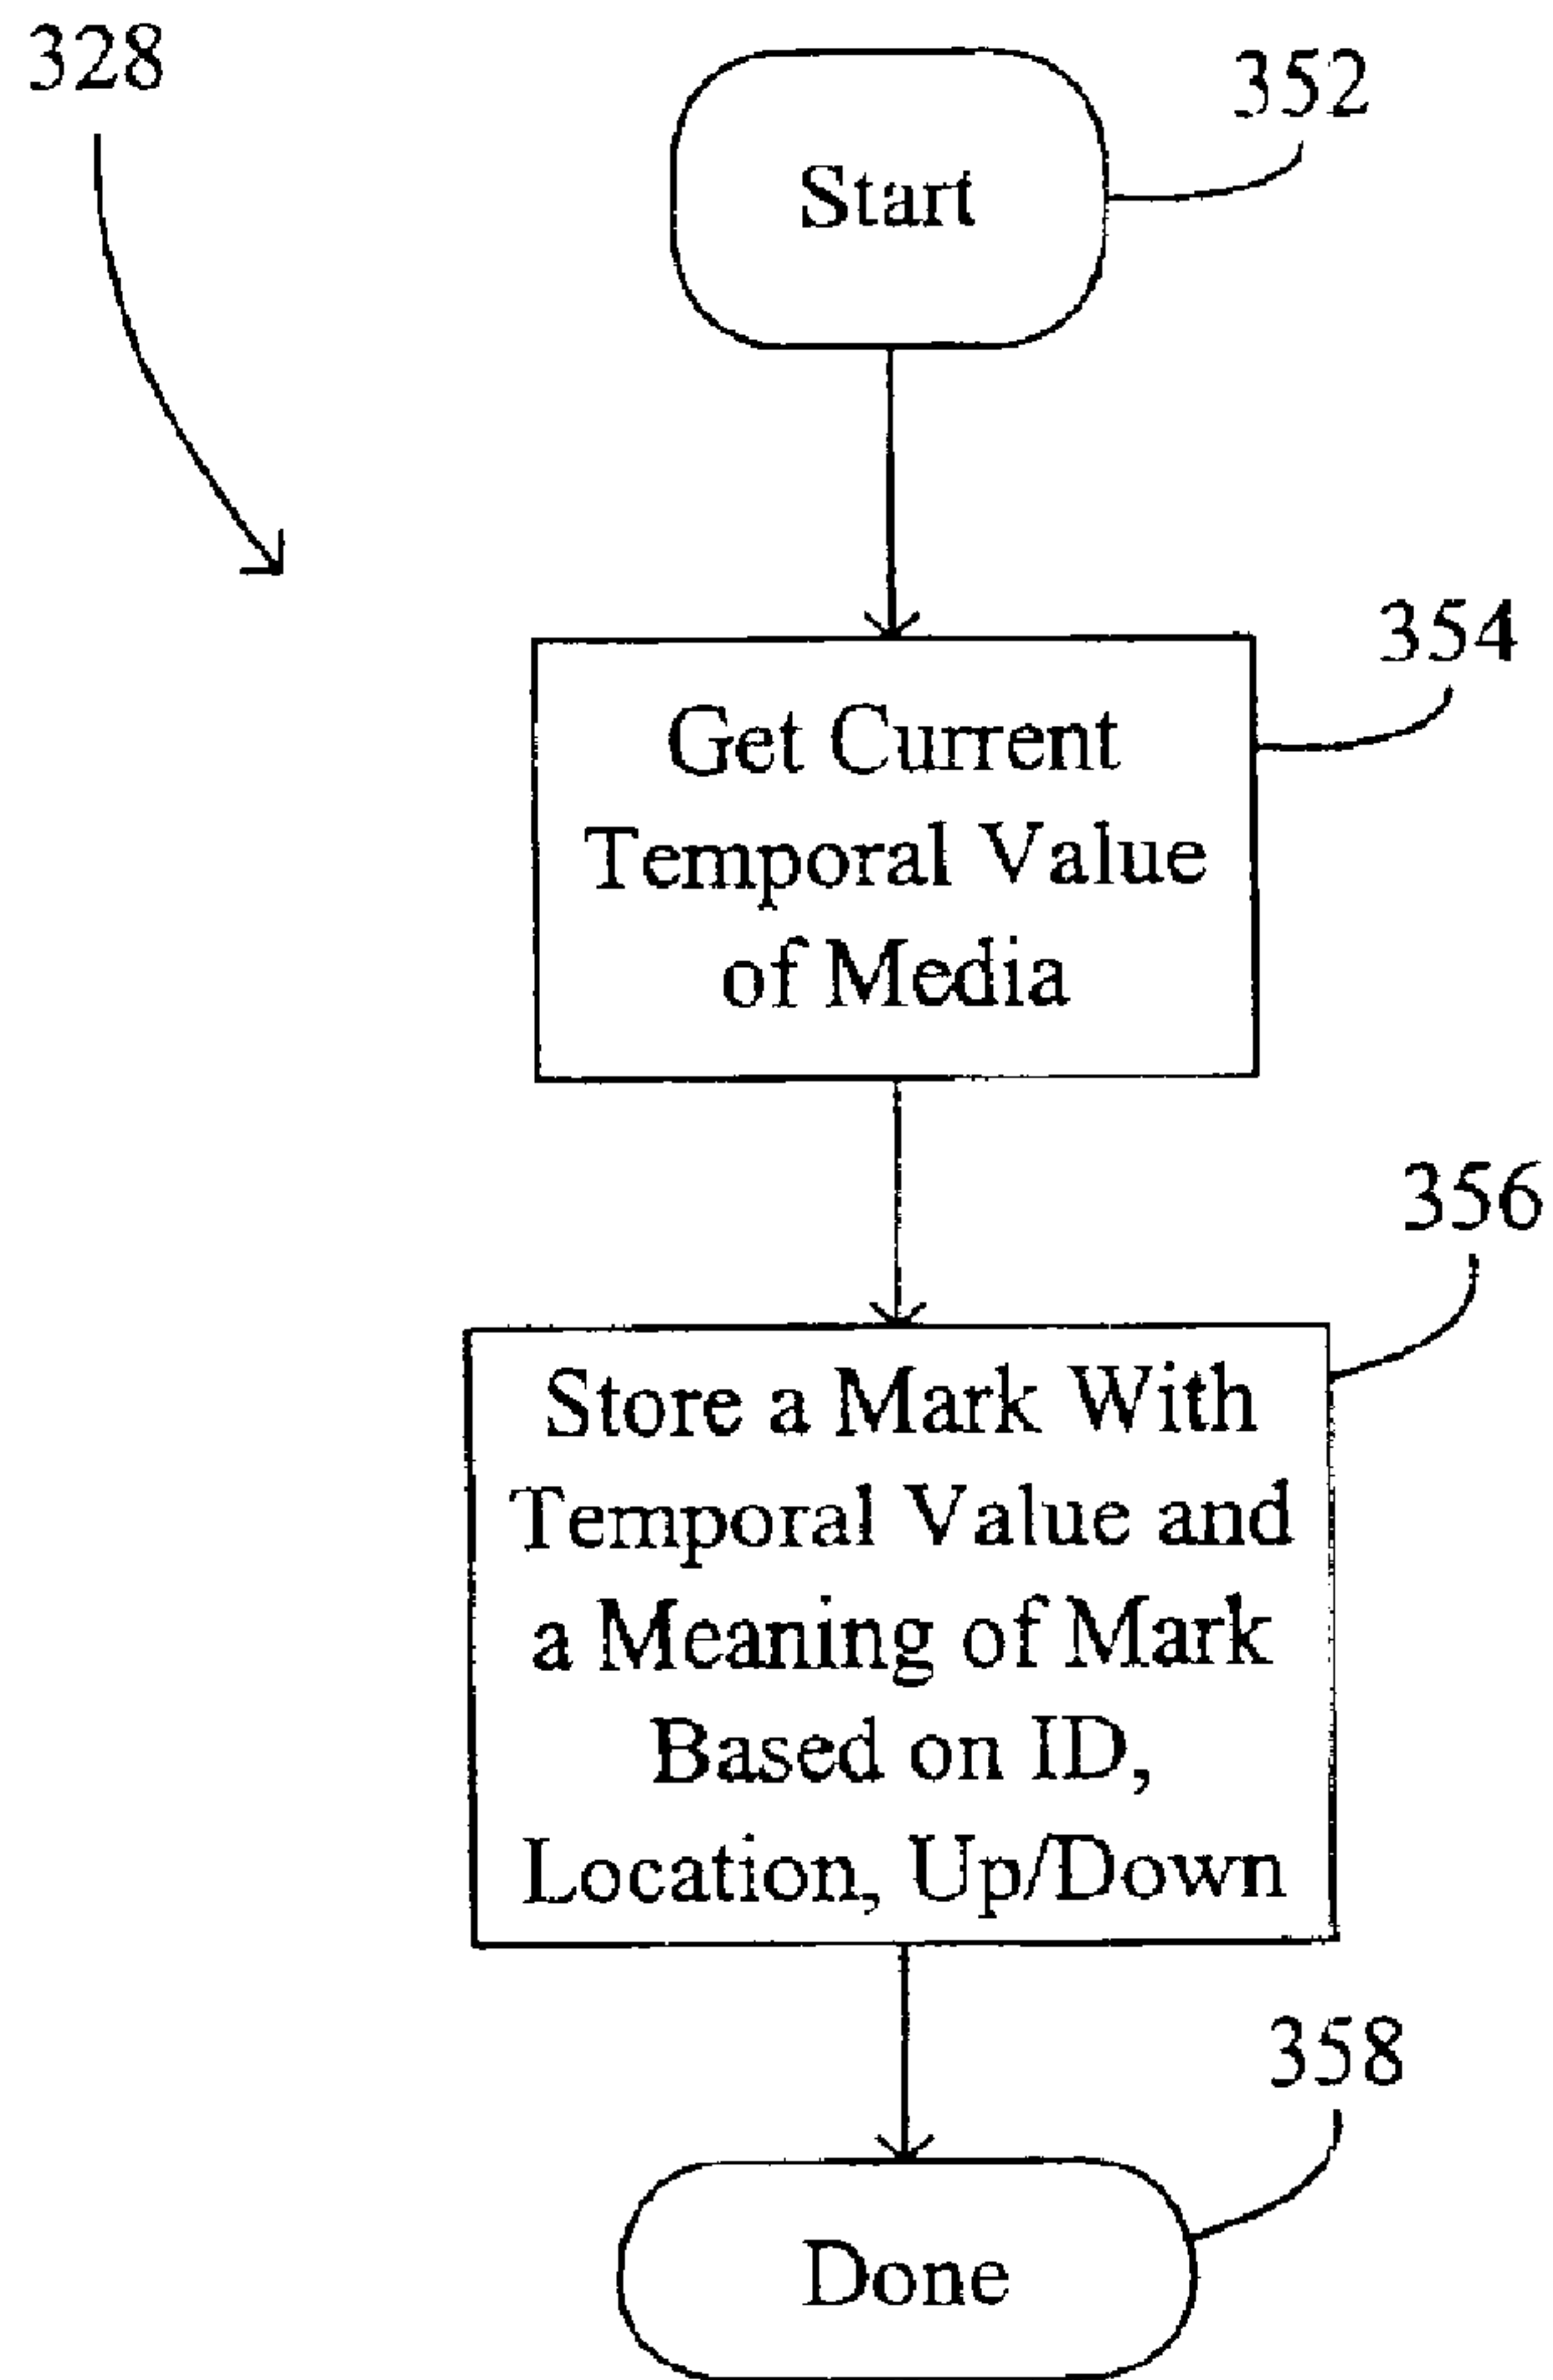 328
352
Start
354
Get Current
Temporal Value
of Media
356
Store a Mark With
Temporal Value and
a Meaning of Mark
Based on ID,
Location, Up/Down
358
Done